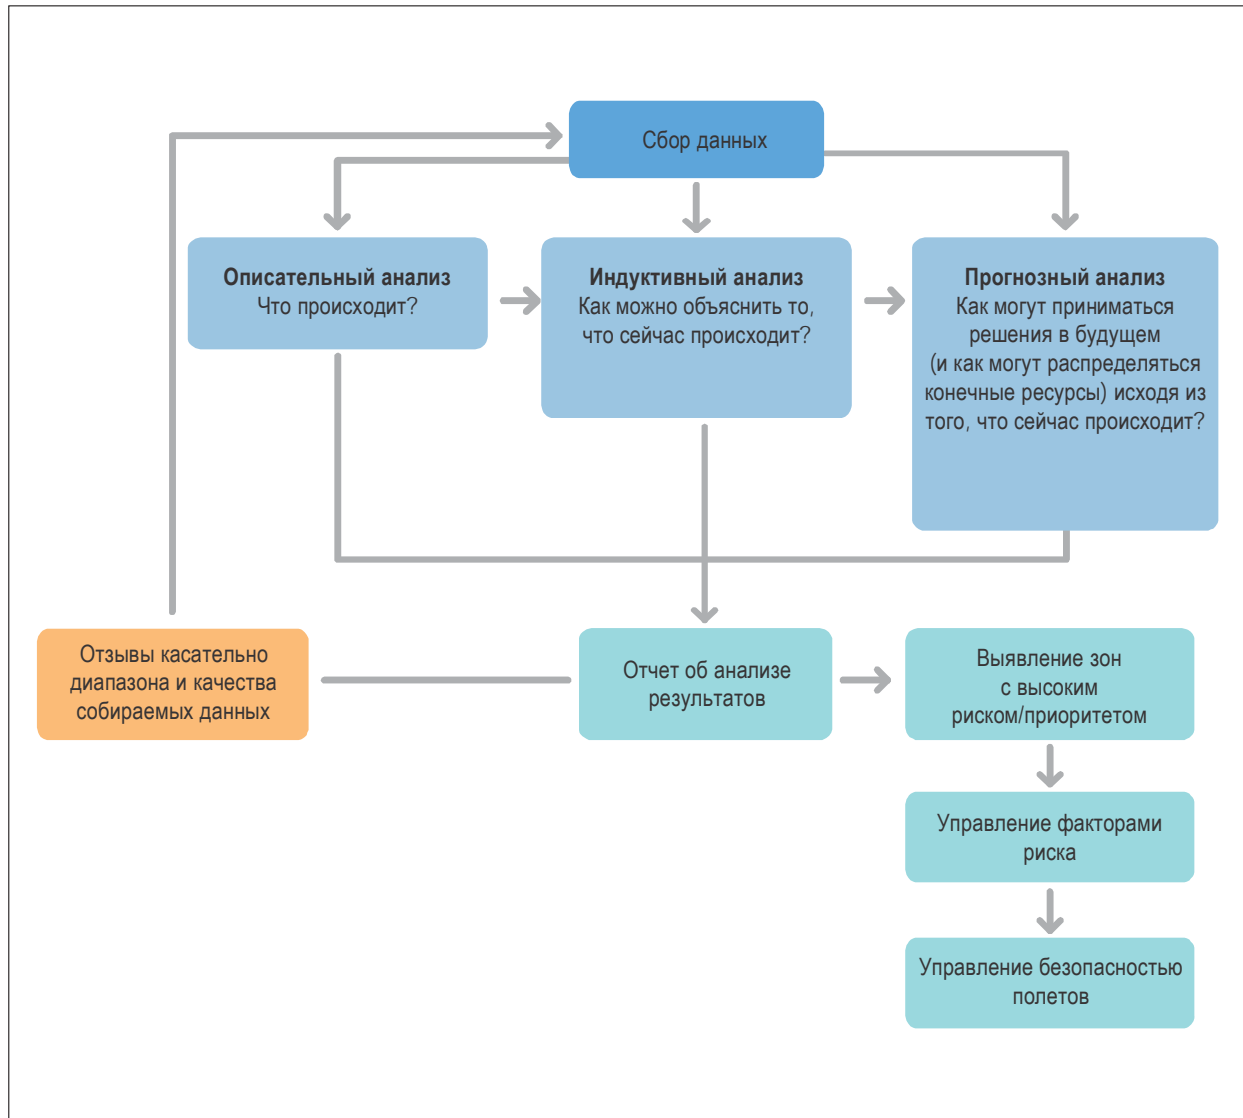 Сбор данных
Описательный анализ
Что происходит?
Индуктивный анализ
Как можно объяснить то,
что сейчас происходит?
Прогнозный анализ
Как могут приниматься
решения в будущем
(и как могут распределяться
конечные ресурсы) исходя из
того, что сейчас происходит?
Отзывы касательно
диапазона и качества
собираемых данных
Отчет об анализе
результатов
Выявление зон
с высоким
риском/приоритетом
Управление факторами
риска
Управление безопасностью
полетов